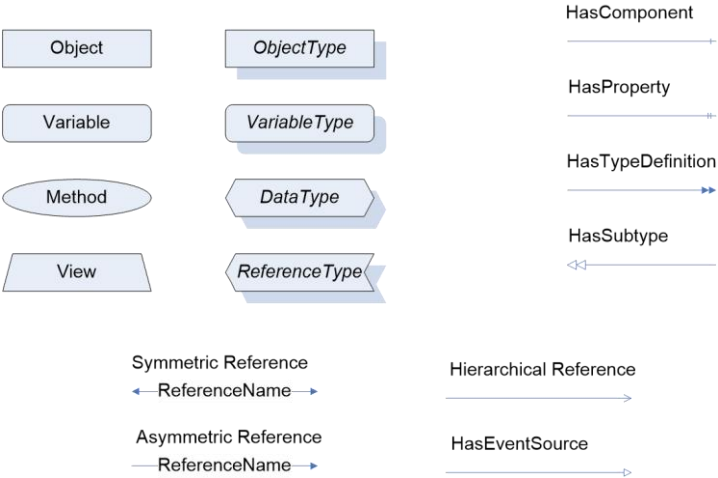 Object
ObjectType
HasComponent
Variable
VariableType
HasProperty
Method
DataType
HasTypeDefinition
View
ReferenceType
HasSubtype
Symmetric Reference
ReferenceName
Hierarchical Reference
Asymmetric Reference
ReferenceName
HasEventSource